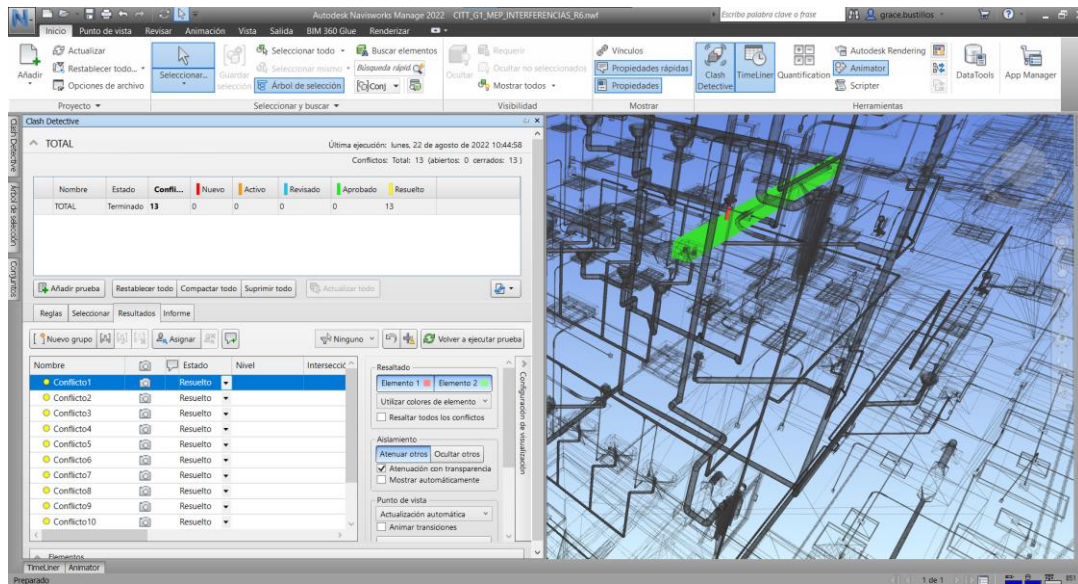 Autodesk Navisworks Manage 2022 CITT_G1_MEP_INTERFERENCIAS_R6.nwf
Escriba palabra clave o frase
grace.bustillos
Inicio Punto de vista Revisar Animación Vista Salida BIM 360 Glue Renderizar
Añadir
Actualizar
Restablecer todo...
Opciones de archivo
Proyecto
Seleccionar...
Guardar selección
Seleccionar todo
Seleccionar mismo
Árbol de selección
Buscar elementos
Búsqueda rápid
Conj
Seleccionar y buscar
Ocultar
Requerir
Ocultar no seleccionados
Mostrar todos
Visibilidad
Vínculos
Propiedades rápidas
Propiedades
Mostrar
Clash Detective
TimeLiner
Quantification
Autodesk Rendering
Animator
Scripter
DataTools
App Manager
Herramientas
Clash Detective
Árbol de selección
Conjuntos
Clash Detective
TOTAL
Última ejecución: lunes, 22 de agosto de 2022 10:44:58
Conflictos: Total: 13 (abiertos: 0 cerrados: 13)
Nombre Estado Confli... Nuevo Activo Revisado Aprobado Resuelto
TOTAL Terminado 13 0 0 0 0 13
Añadir prueba Restablecer todo Compactar todo Suprimir todo Actualizar todo
Reglas Seleccionar Resultados Informe
Nuevo grupo Asignar Ninguno Volver a ejecutar prueba
Nombre Estado Nivel Intersecció
Conflicto1 Resuelto
Conflicto2 Resuelto
Conflicto3 Resuelto
Conflicto4 Resuelto
Conflicto5 Resuelto
Conflicto6 Resuelto
Conflicto7 Resuelto
Conflicto8 Resuelto
Conflicto9 Resuelto
Conflicto10 Resuelto
Resaltado
Elemento 1 Elemento 2
Utilizar colores de elemento
Resaltar todos los conflictos
Aislamiento
Atenuar otros Ocultar otros
Atenuación con transparencia
Mostrar automáticamente
Punto de vista
Actualización automática
Animar transiciones
Configuración de visualización
Elementos
TimeLiner Animator
Preparado
1 de 1